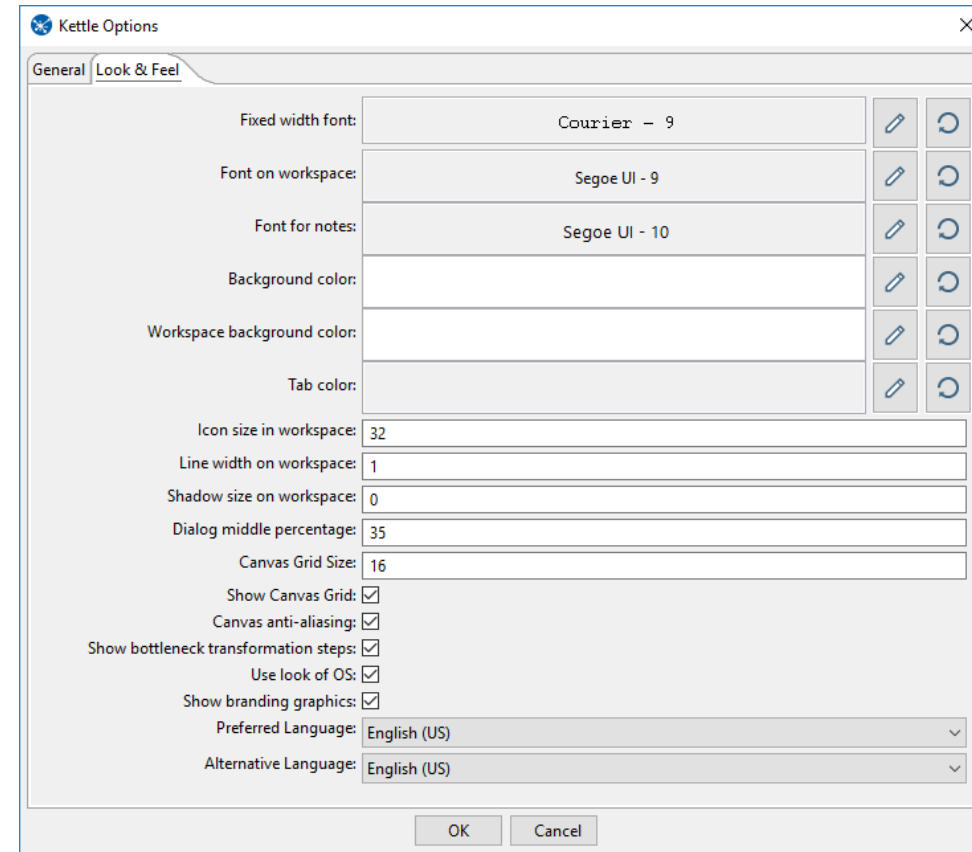 Kettle Options
General Look & Feel
Fixed width font: Courier - 9
Font on workspace: Segoe UI - 9
Font for notes: Segoe UI - 10
Background color:
Workspace background color:
Tab color:
Icon size in workspace: 32
Line width on workspace: 1
Shadow size on workspace: 0
Dialog middle percentage: 35
Canvas Grid Size: 16
Show Canvas Grid:
Canvas anti-aliasing:
Show bottleneck transformation steps:
Use look of OS:
Show branding graphics:
Preferred Language: English (US)
Alternative Language: English (US)
OK Cancel